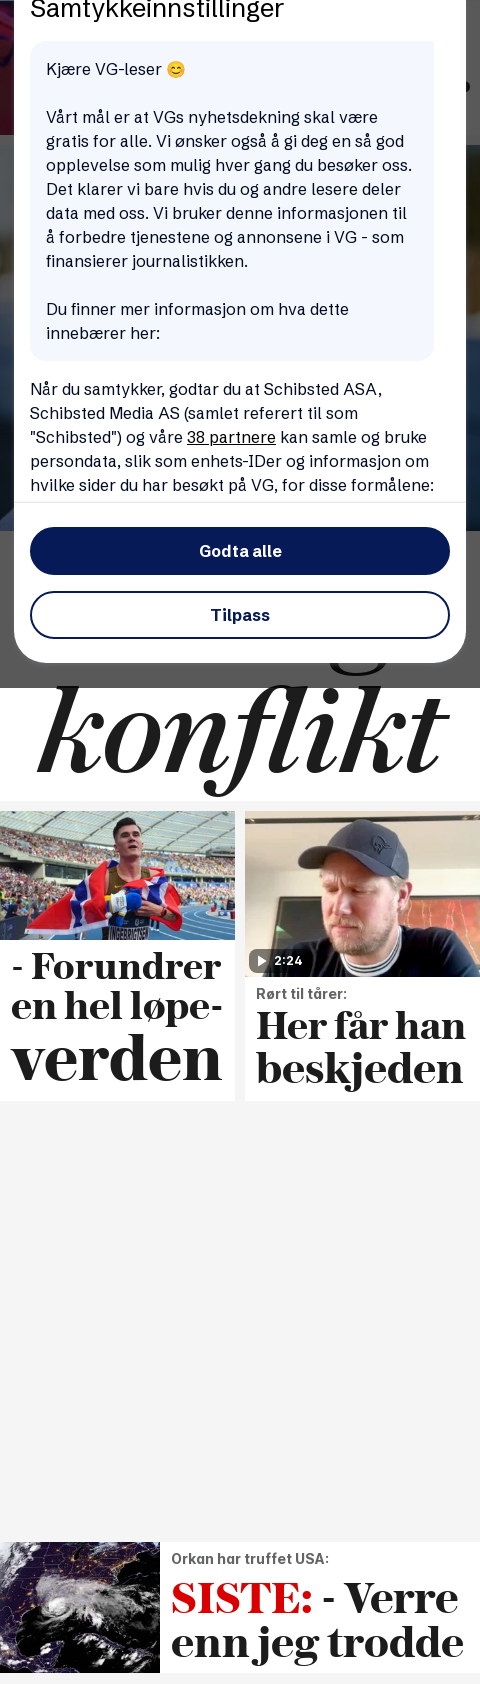 Samtykkeinnstillinger
Kjære VG-leser 😊
Vårt mål er at VGs nyhetsdekning skal være
gratis for alle. Vi ønsker også å gi deg en så god
opplevelse som mulig hver gang du besøker oss.
Det klarer vi bare hvis du og andre lesere deler
data med oss. Vi bruker denne informasjonen til
å forbedre tjenestene og annonsene i VG - som
finansierer journalistikken.
Du finner mer informasjon om hva dette
innebærer her:
Når du samtykker, godtar du at Schibsted ASA,
Schibsted Media AS (samlet referert til som
"Schibsted") og våre 38 partnere kan samle og bruke
persondata, slik som enhets-IDer og informasjon om
hvilke sider du har besøkt på VG, for disse formålene:
Godta alle
Tilpass
konflikt
INGEBRIGTSEN
- Forundrer
en hel løpe-
verden
2:24
Rørt til tårer:
Her får han
beskjeden
Orkan har truffet USA:
SISTE: - Verre
enn jeg trodde